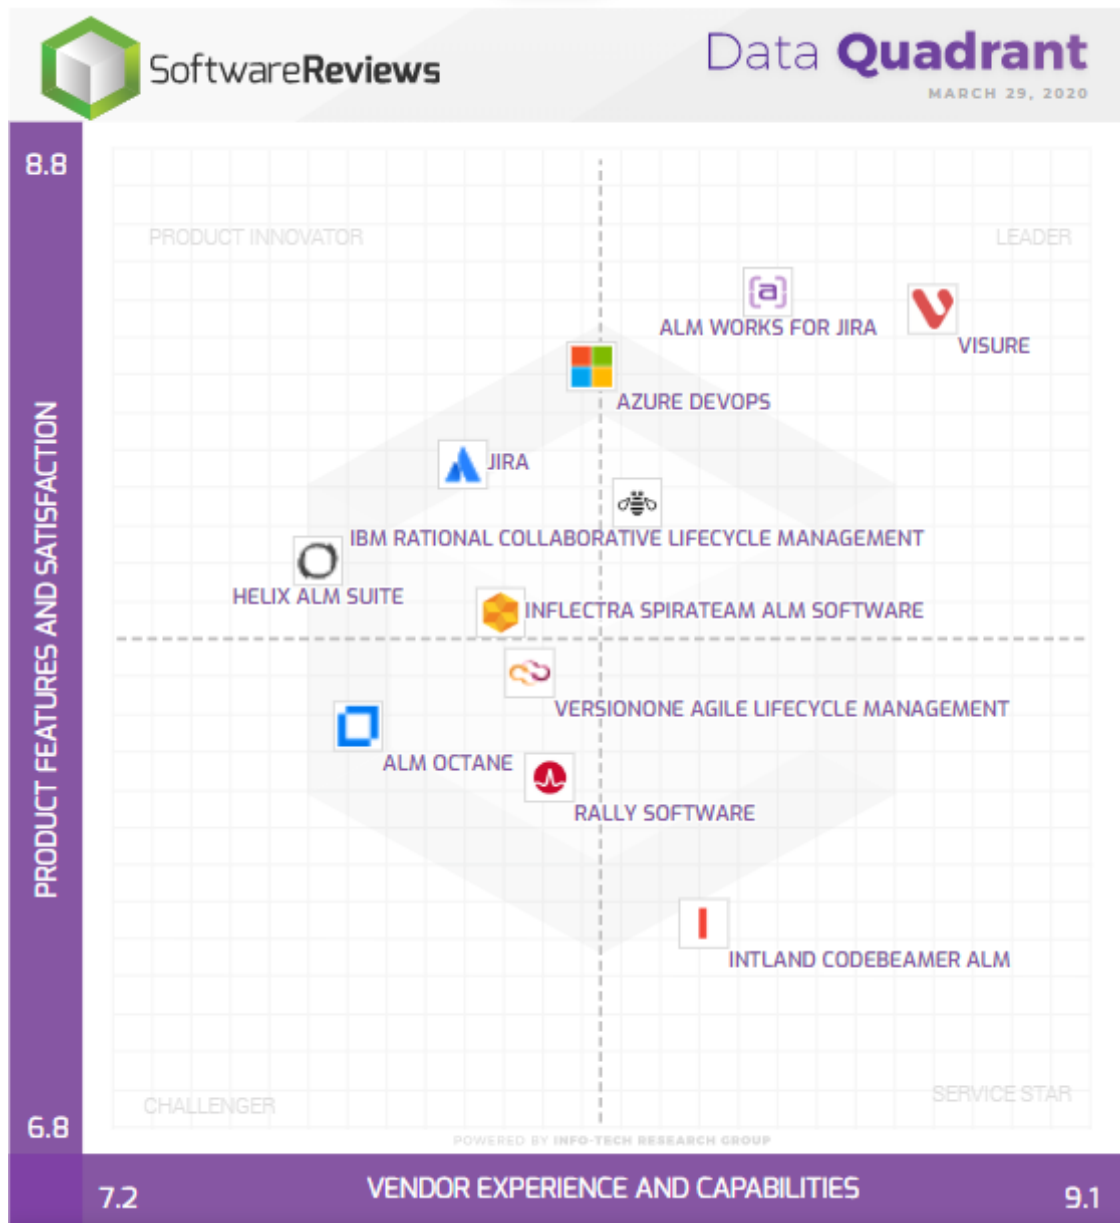 SoftwareReviews
Data Quadrant
MARCH 29, 2020
8.8
PRODUCT INNOVATOR
LEADER
[a]
ALM WORKS FOR JIRA
VISURE
AZURE DEVOPS
JIRA
IBM RATIONAL COLLABORATIVE LIFECYCLE MANAGEMENT
HELIX ALM SUITE
INFLECTRA SPIRATEAM ALM SOFTWARE
VERSIONONE AGILE LIFECYCLE MANAGEMENT
ALM OCTANE
RALLY SOFTWARE
INTLAND CODEBEAMER ALM
PRODUCT FEATURES AND SATISFACTION
CHALLENGER
SERVICE STAR
6.8
POWERED BY INFO-TECH RESEARCH GROUP
7.2
VENDOR EXPERIENCE AND CAPABILITIES
9.1